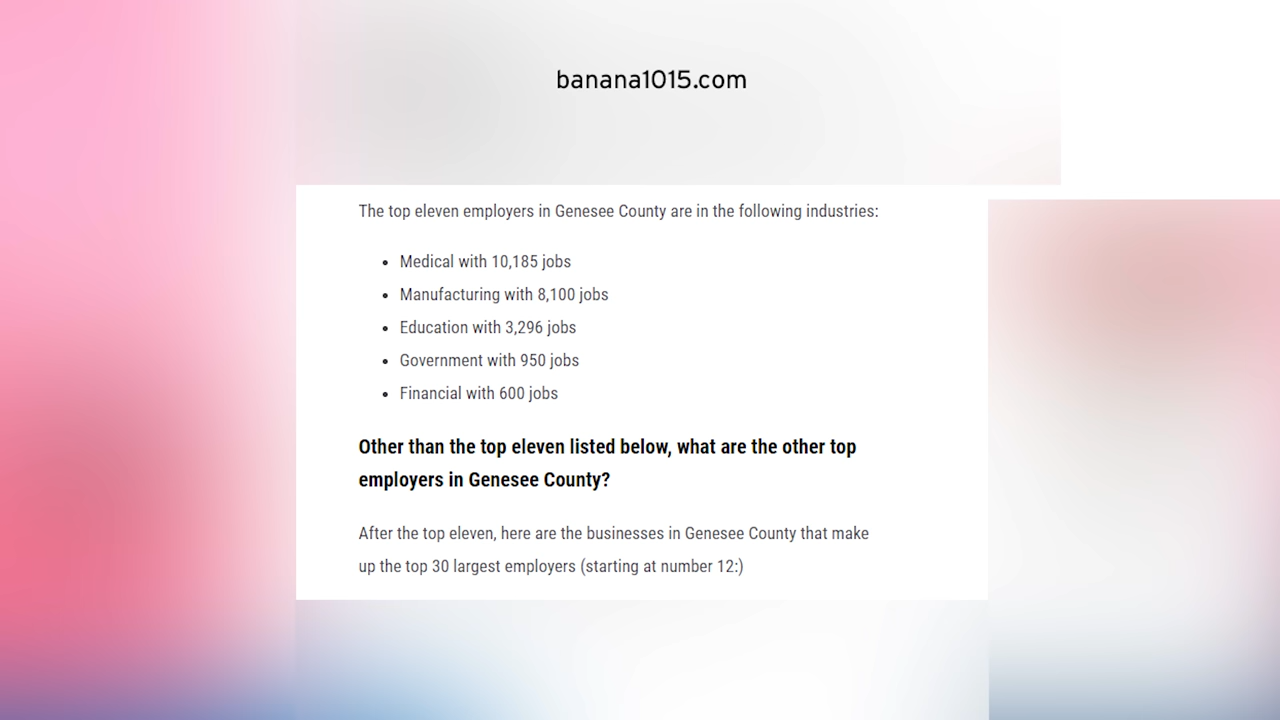 banana1015.com
The top eleven employers in Genesee County are in the following industries:
• Medical with 10,185 jobs
• Manufacturing with 8,100 jobs
• Education with 3,296 jobs
• Government with 950 jobs
• Financial with 600 jobs
Other than the top eleven listed below, what are the other top
employers in Genesee County?
After the top eleven, here are the businesses in Genesee County that make
up the top 30 largest employers (starting at number 12:)